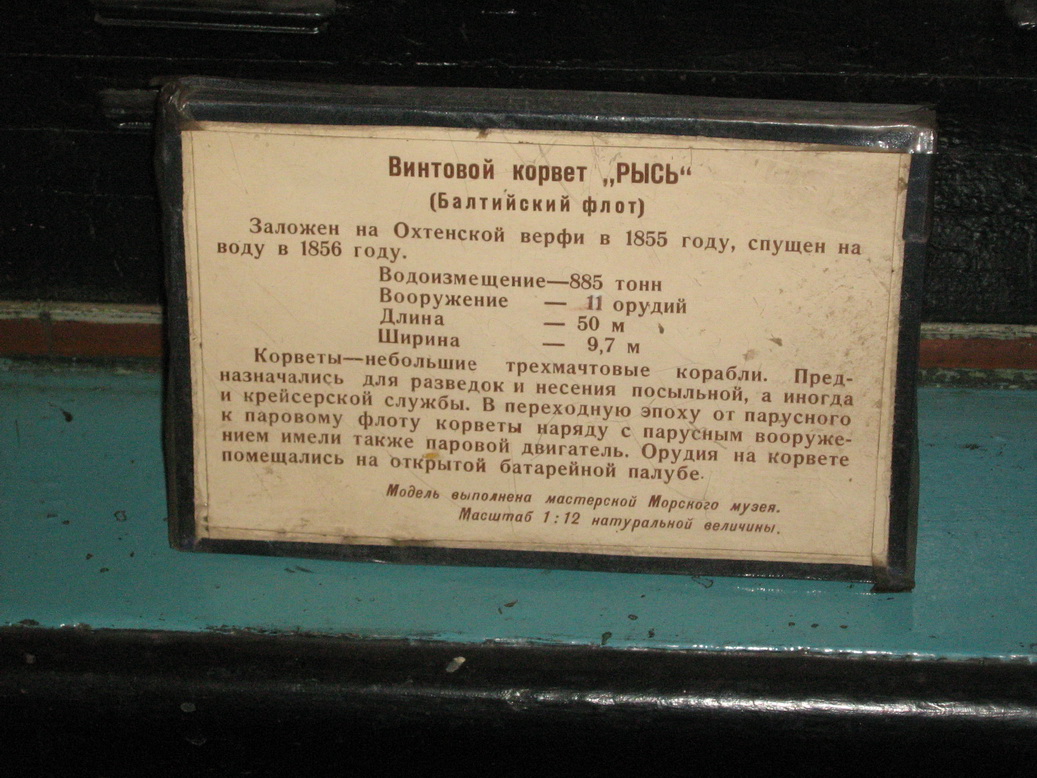 Винтовой корвет „РЫСЬ“
(Балтийский флот)
Заложен на Охтенской верфи в 1855 году, спущен на
воду в 1856 году.
Водоизмещение—885 тонн
Вооружение — 11 орудий
Длина — 50 м
Ширина — 9,7 м
Корветы—небольшие трехмачтовые корабли. Пред-
назначались для разведок и несения посыльной, а иногда
и крейсерской службы. В переходную эпоху от парусного
к паровому флоту корветы наряду с парусным вооруже-
нием имели также паровой двигатель. Орудия на корвете
помещались на открытой батарейной палубе.
Модель выполнена мастерской Морского музея.
Масштаб 1:12 натуральной величины.